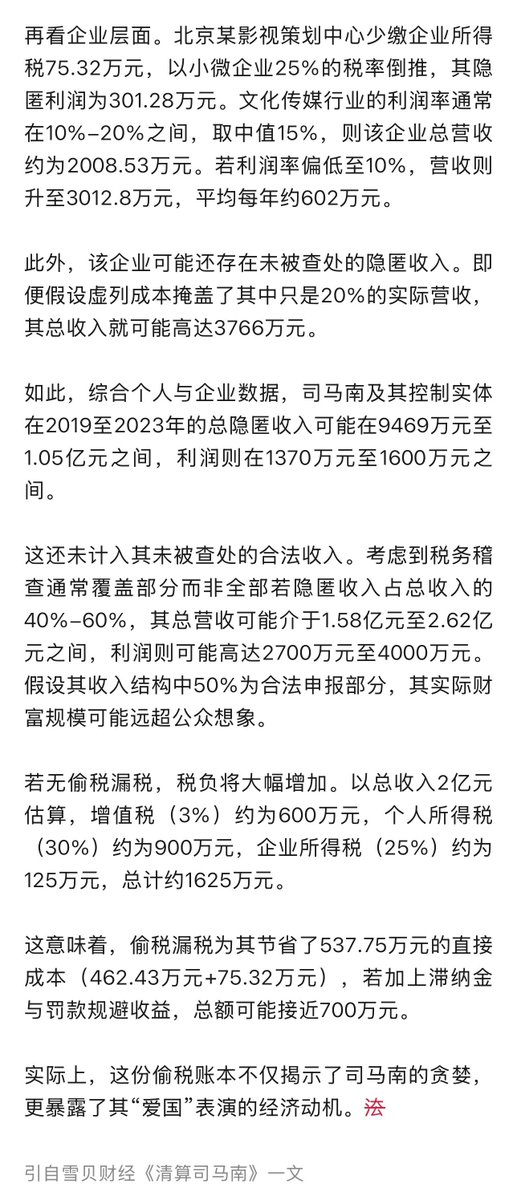 再看企业层面。北京某影视策划中心少缴企业所得
税75.32万元，以小微企业25%的税率倒推，其隐
匿利润为301.28万元。文化传媒行业的利润率通常
在10%–20%之间，取中值15%，则该企业总营收
约为2008.53万元。若利润率偏低至10%，营收则
升至3012.8万元，平均每年约602万元。
此外，该企业可能还存在未被查处的隐匿收入。即
便假设虚列成本掩盖了其中只是20%的实际营收，
其总收入就可能高达3766万元。
如此，综合个人与企业数据，司马南及其控制实体
在2019至2023年的总隐匿收入可能在9469万元至
1.05亿元之间，利润则在1370万元至1600万元之
间。
这还未计入其未被查处的合法收入。考虑到税务稽
查通常覆盖部分而非全部若隐匿收入占总收入的
40%–60%，其总营收可能介于1.58亿元至2.62亿
元之间，利润则可能高达2700万元至4000万元。
假设其收入结构中50%为合法申报部分，其实际财
富规模可能远超公众想象。
若无偷税漏税，税负将大幅增加。以总收入2亿元
估算，增值税（3%）约为600万元，个人所得税
（30%）约为900万元，企业所得税（25%）约为
125万元，总计约1625万元。
这意味着，偷税漏税为其节省了537.75万元的直接
成本（462.43万元+75.32万元），若加上滞纳金
与罚款规避收益，总额可能接近700万元。
实际上，这份偷税账本不仅揭示了司马南的贪婪，
更暴露了其“爱国”表演的经济动机。
引自雪贝财经《清算司马南》一文